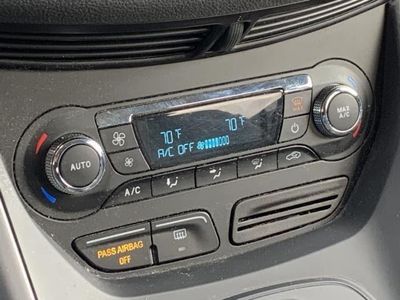 70°F 70°F
A/C OFF
AUTO
MAX
A/C
A/C
PASS AIRBAG
OFF